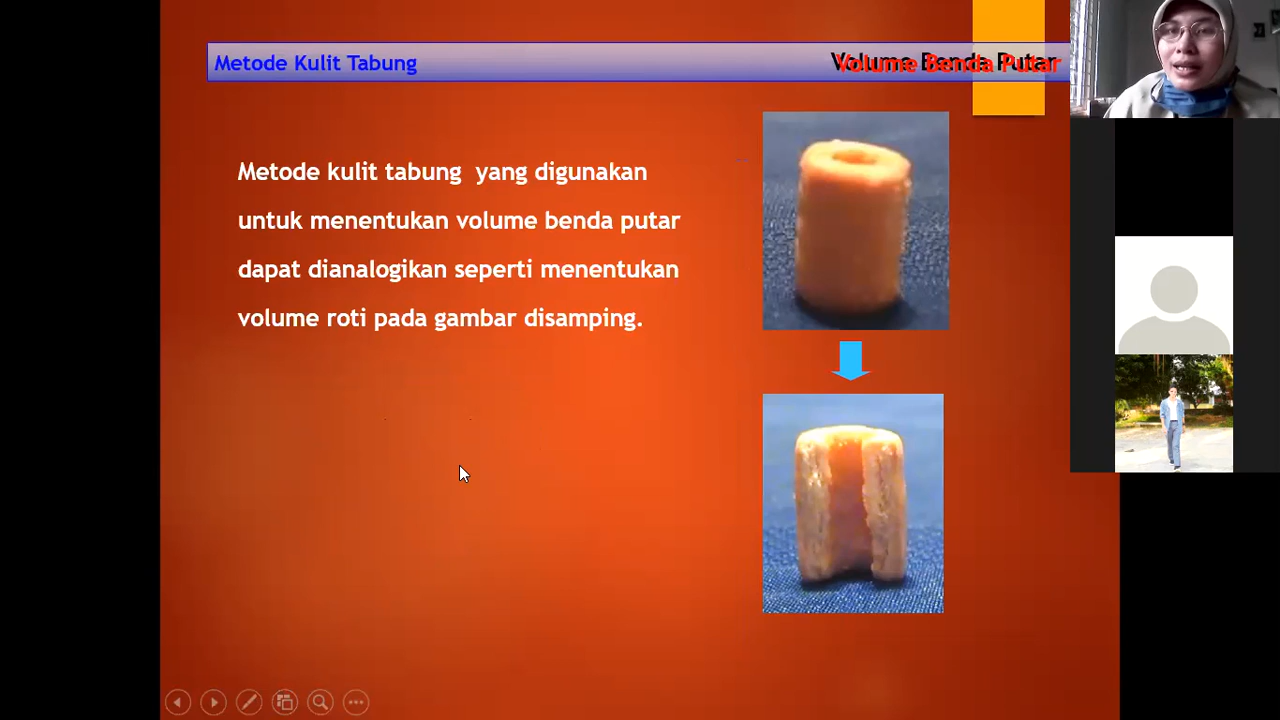 Metode Kulit Tabung
Volume Benda Putar
Metode kulit tabung yang digunakan
untuk menentukan volume benda putar
dapat dianalogikan seperti menentukan
volume roti pada gambar disamping.